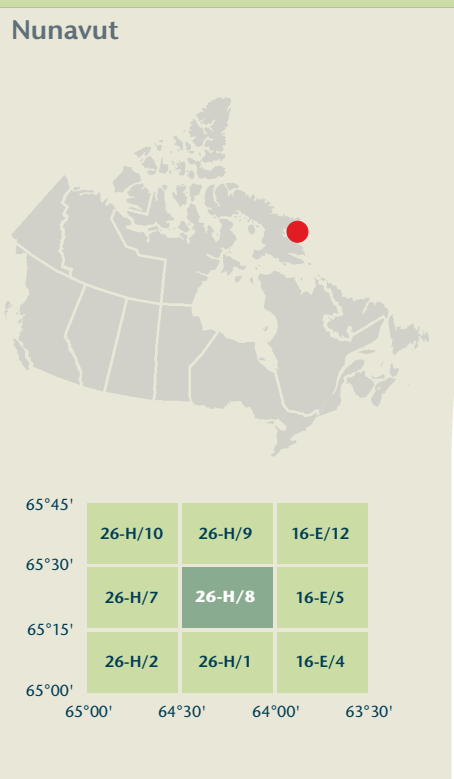 Nunavut
65°45'
26-H/10 26-H/9 16-E/12
65°30'
26-H/7 26-H/8 16-E/5
65°15'
26-H/2 26-H/1 16-E/4
65°00'
65°00' 64°30' 64°00' 63°30'